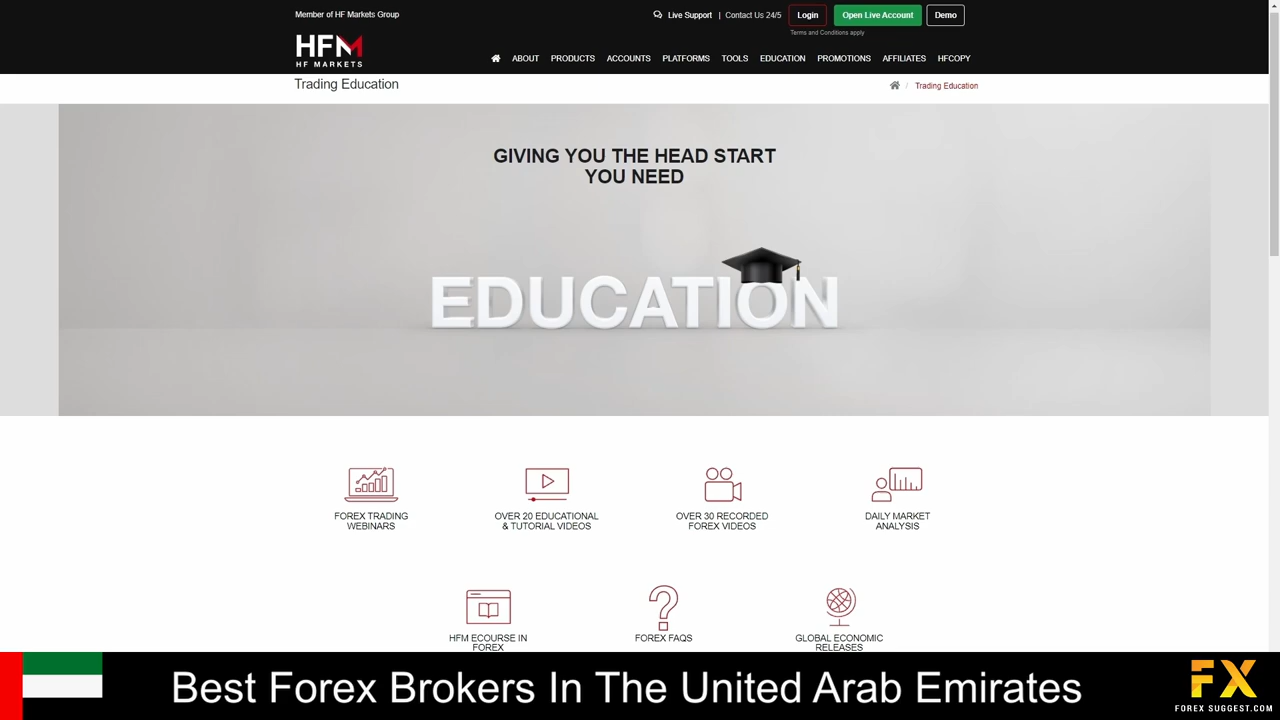 Member of HF Markets Group
Live Support | Contact Us 24/5 Login Open Live Account Demo
Terms and Conditions apply
HFM
HF MARKETS
ABOUT PRODUCTS ACCOUNTS PLATFORMS TOOLS EDUCATION PROMOTIONS AFFILIATES HFCOPY
Trading Education
/ Trading Education
GIVING YOU THE HEAD START
YOU NEED
EDUCATION
FOREX TRADING
WEBINARS
OVER 20 EDUCATIONAL
& TUTORIAL VIDEOS
OVER 30 RECORDED
FOREX VIDEOS
DAILY MARKET
ANALYSIS
HFM ECOURSE IN
FOREX
FOREX FAQS
GLOBAL ECONOMIC
RELEASES
Best Forex Brokers In The United Arab Emirates
FX
FOREX SUGGEST.COM